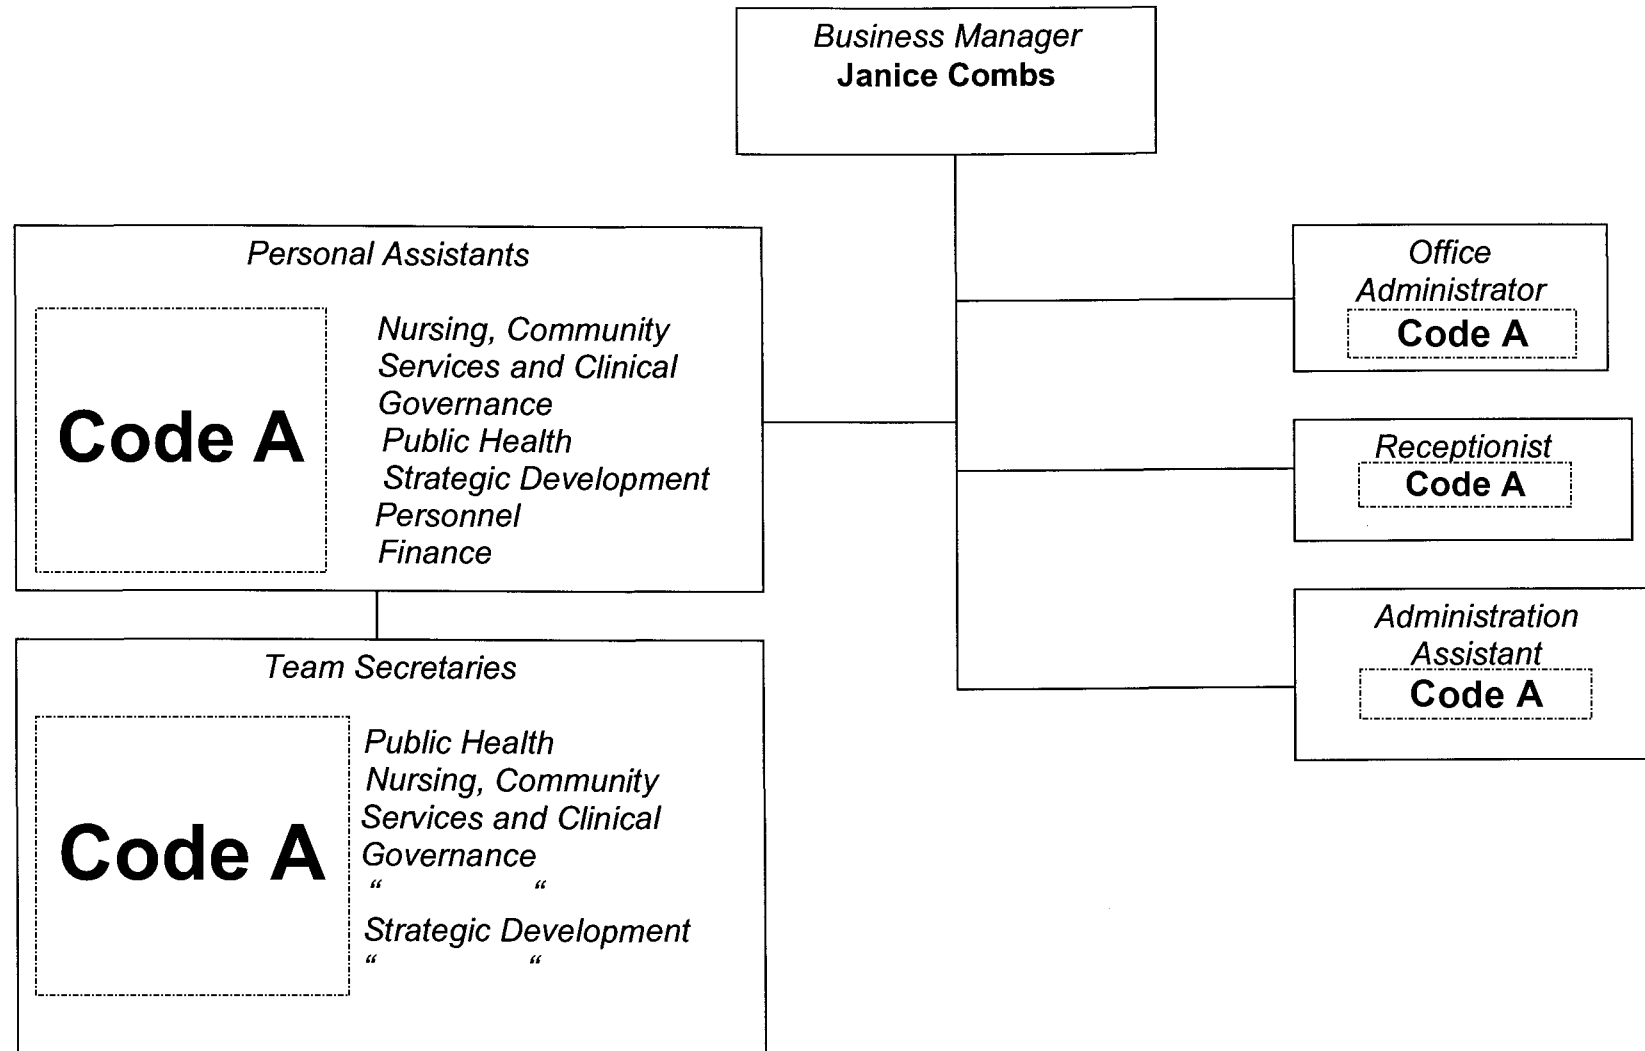 Business Manager
Janice Combs
Personal Assistants
Code A
Nursing, Community
Services and Clinical
Governance
Public Health
Strategic Development
Personnel
Finance
Team Secretaries
Code A
Public Health
Nursing, Community
Services and Clinical
Governance
“ “
Strategic Development
“ “
Office
Administrator
Code A
Receptionist
Code A
Administration
Assistant
Code A